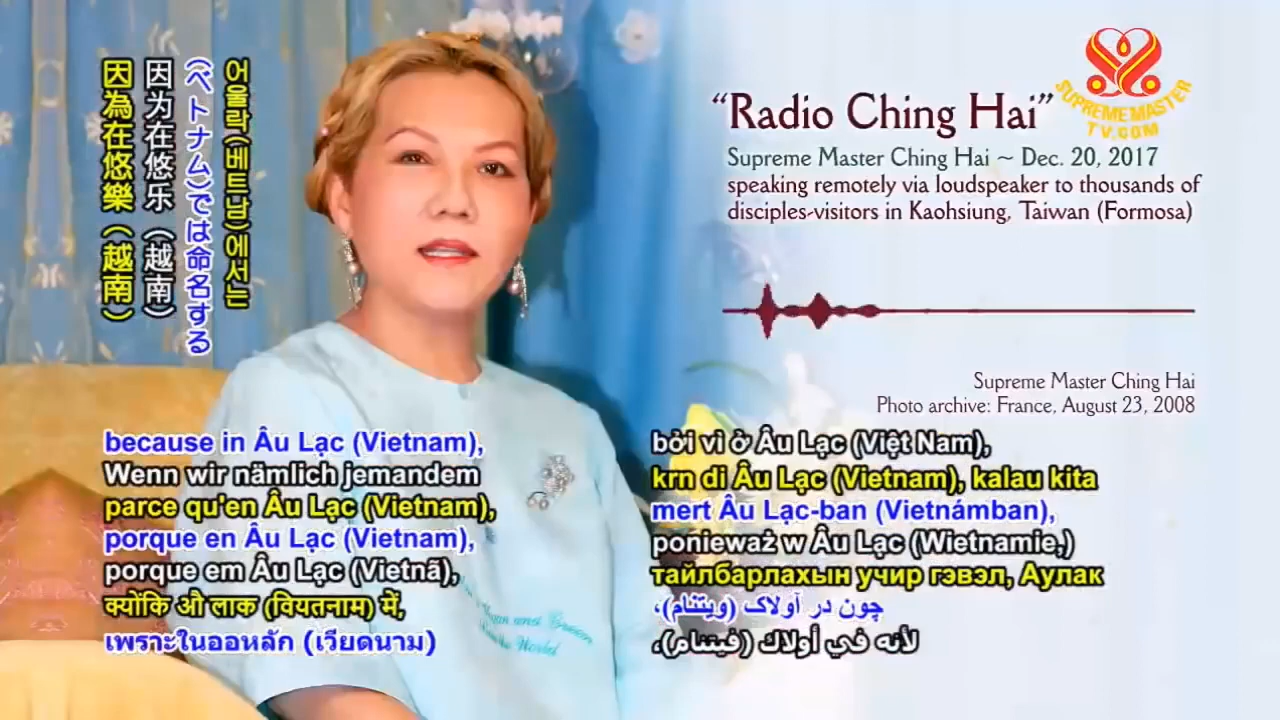 어울락(베트남)에서는
(ベトナム)では命名する
因为在悠乐（越南）
因為在悠樂（越南）
“Radio Ching Hai”
SUPREME MASTER
TV.COM
Supreme Master Ching Hai ~ Dec. 20, 2017
speaking remotely via loudspeaker to thousands of
disciples-visitors in Kaohsiung, Taiwan (Formosa)
Supreme Master Ching Hai
Photo archive: France, August 23, 2008
because in Âu Lạc (Vietnam),
Wenn wir nämlich jemandem
parce qu'en Âu Lạc (Vietnam),
porque en Âu Lạc (Vietnam),
porque em Âu Lạc (Vietnã),
क्योंकि औ लाक (वियतनाम) में,
เพราะในออหลัก (เวียดนาม)
bởi vì ở Âu Lạc (Việt Nam),
krn di Âu Lạc (Vietnam), kalau kita
mert Âu Lạc-ban (Vietnámban),
ponieważ w Âu Lạc (Wietnamie,)
тайлбарлахын учир гэвэл, Аулак
چون در آولاک (ویتنام)،
لأنه في أولاك (فيتنام)،
and Green
the World